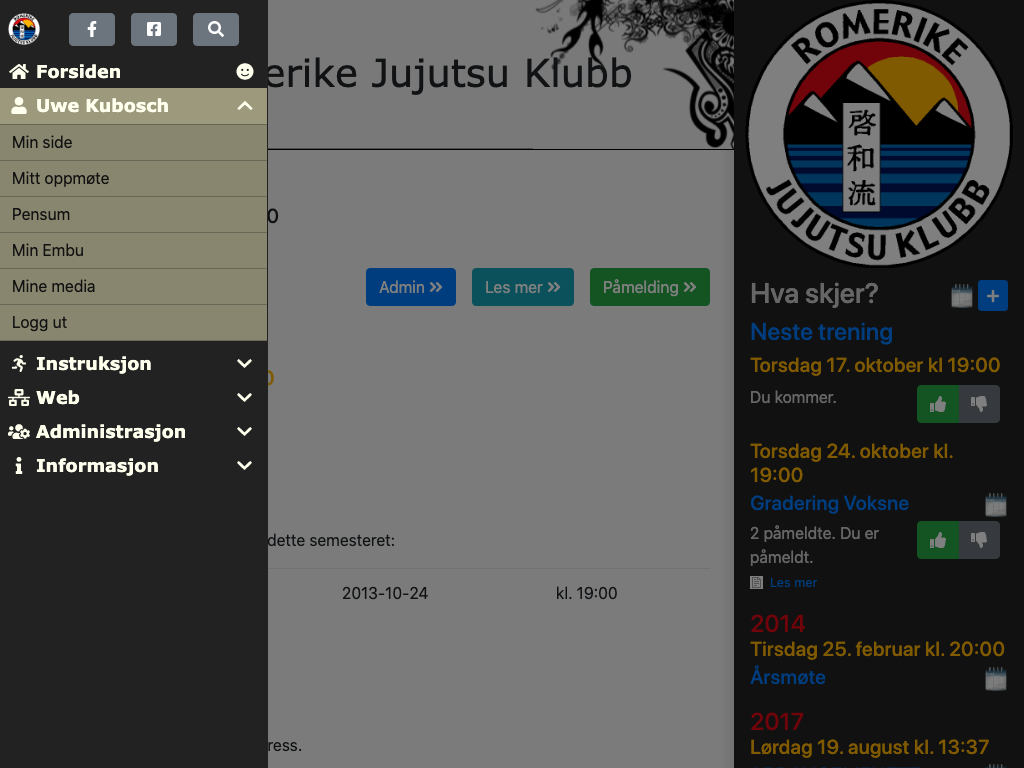 Forsiden
Uwe Kubosch
Min side
Mitt oppmøte
Pensum
Min Embu
Mine media
Logg ut
Instruksjon
Web
Administrasjon
Informasjon
erike Jujutsu Klubb
0
Admin
Les mer
Påmelding
0
dette semesteret:
2013-10-24 kl. 19:00
ress.
ROMERIKE
啓和流
JUJUTSU KLUBB
Hva skjer?
Neste trening
Torsdag 17. oktober kl 19:00
Du kommer.
Torsdag 24. oktober kl.
19:00
Gradering Voksne
2 påmeldte. Du er
påmeldt.
Les mer
2014
Tirsdag 25. februar kl. 20:00
Årsmøte
2017
Lørdag 19. august kl. 13:37